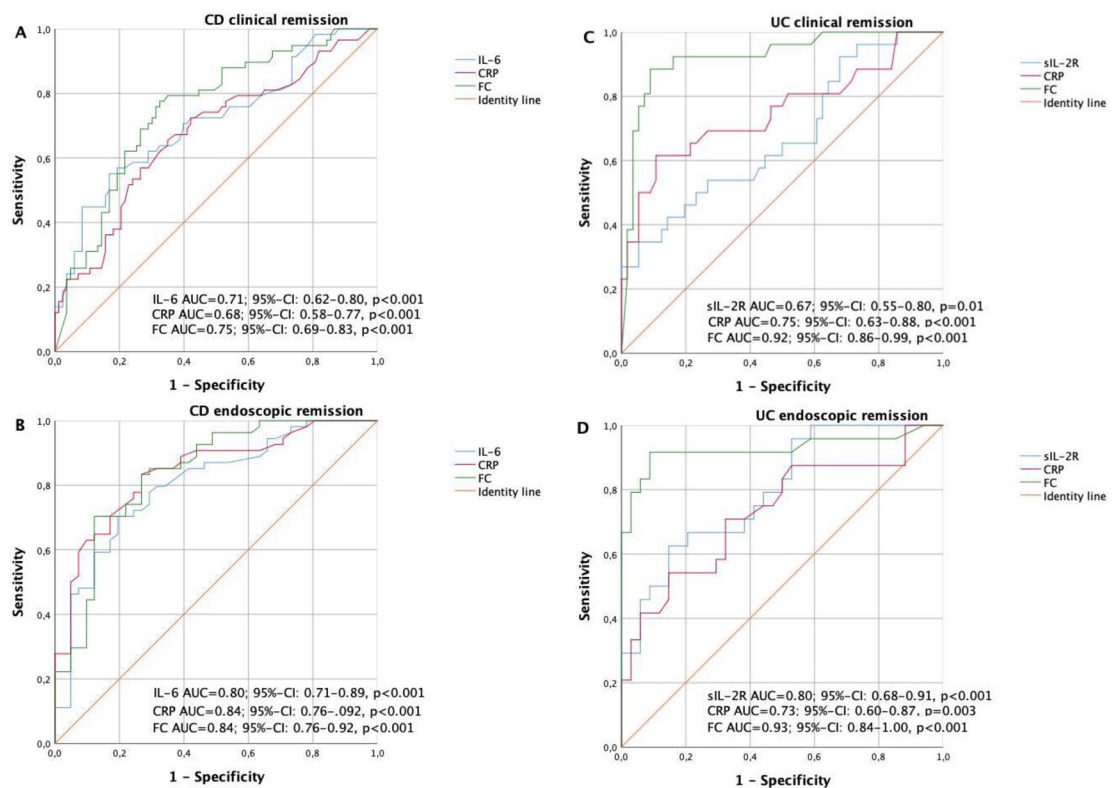 A
CD clinical remission
IL-6
CRP
FC
Identity line
1,0
0,8
0,6
0,4
0,2
0,0
Sensitivity
IL-6 AUC=0.71; 95%-CI: 0.62-0.80, p<0.001
CRP AUC=0.68; 95%-CI: 0.58-0.77, p<0.001
FC AUC=0.75; 95%-CI: 0.69-0.83, p<0.001
0,0 0,2 0,4 0,6 0,8 1,0
1 - Specificity
C
UC clinical remission
sIL-2R
CRP
FC
Identity line
1,0
0,8
0,6
0,4
0,2
0,0
Sensitivity
sIL-2R AUC=0.67; 95%-CI: 0.55-0.80, p=0.01
CRP AUC=0.75; 95%-CI: 0.63-0.88, p<0.001
FC AUC=0.92; 95%-CI: 0.86-0.99, p<0.001
0,0 0,2 0,4 0,6 0,8 1,0
1 - Specificity
B
CD endoscopic remission
IL-6
CRP
FC
Identity line
1,0
0,8
0,6
0,4
0,2
0,0
Sensitivity
IL-6 AUC=0.80; 95%-CI: 0.71-0.89, p<0.001
CRP AUC=0.84; 95%-CI: 0.76-.092, p<0.001
FC AUC=0.84; 95%-CI: 0.76-0.92, p<0.001
0,0 0,2 0,4 0,6 0,8 1,0
1 - Specificity
D
UC endoscopic remission
sIL-2R
CRP
FC
Identity line
1,0
0,8
0,6
0,4
0,2
0,0
Sensitivity
sIL-2R AUC=0.80; 95%-CI: 0.68-0.91, p<0.001
CRP AUC=0.73; 95%-CI: 0.60-0.87, p=0.003
FC AUC=0.93; 95%-CI: 0.84-1.00, p<0.001
0,0 0,2 0,4 0,6 0,8 1,0
1 - Specificity